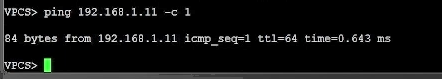 VPCS> ping 192.168.1.11 -c 1
84 bytes from 192.168.1.11 icmp_seq=1 ttl=64 time=0.643 ms
VPCS>